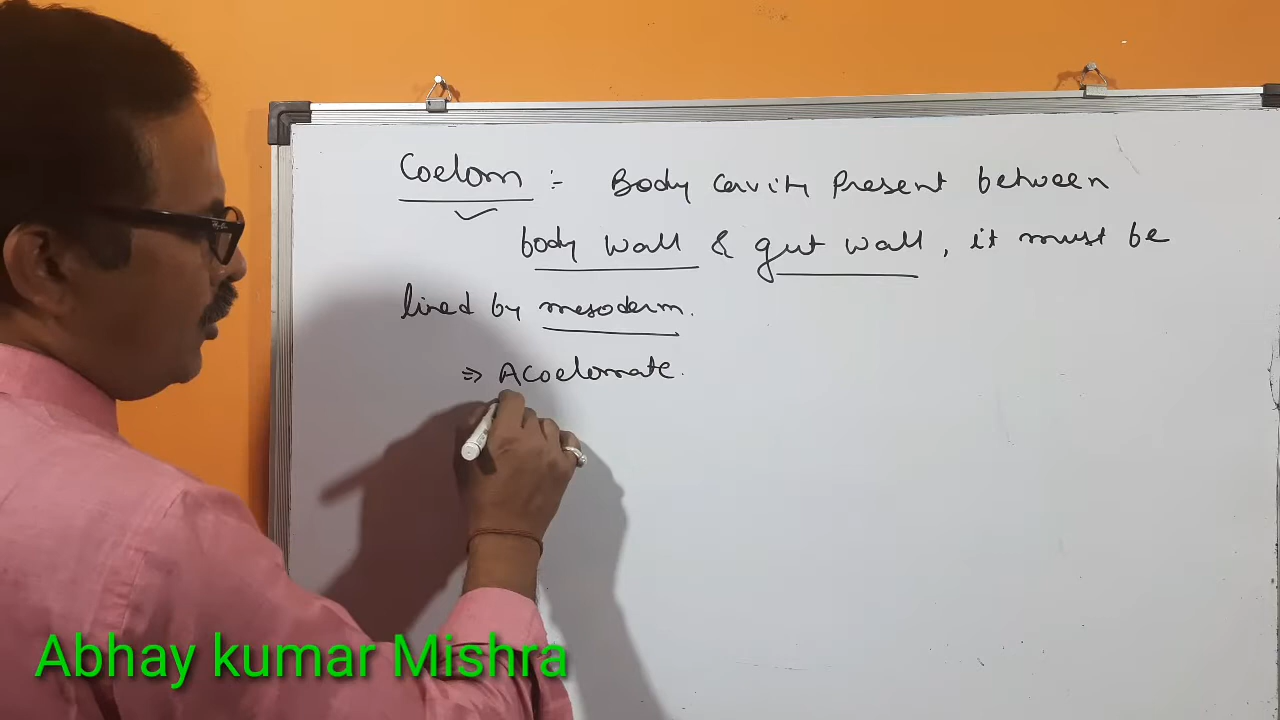 Coelom :- Body cavity Present between
body wall & gut wall, it must be
lined by mesoderm.
⇒ Acoelomate.
Abhay kumar Mishra